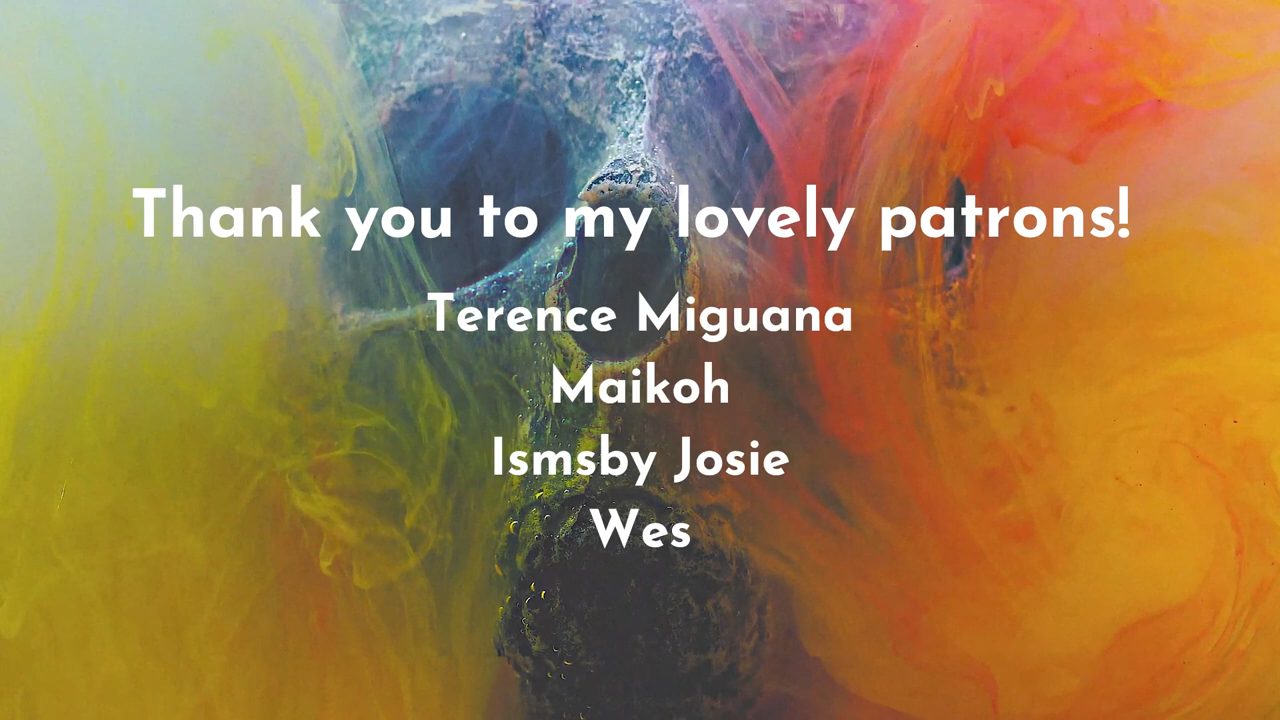 Thank you to my lovely patrons!
Terence Miguana
Maikoh
Ismsby Josie
Wes